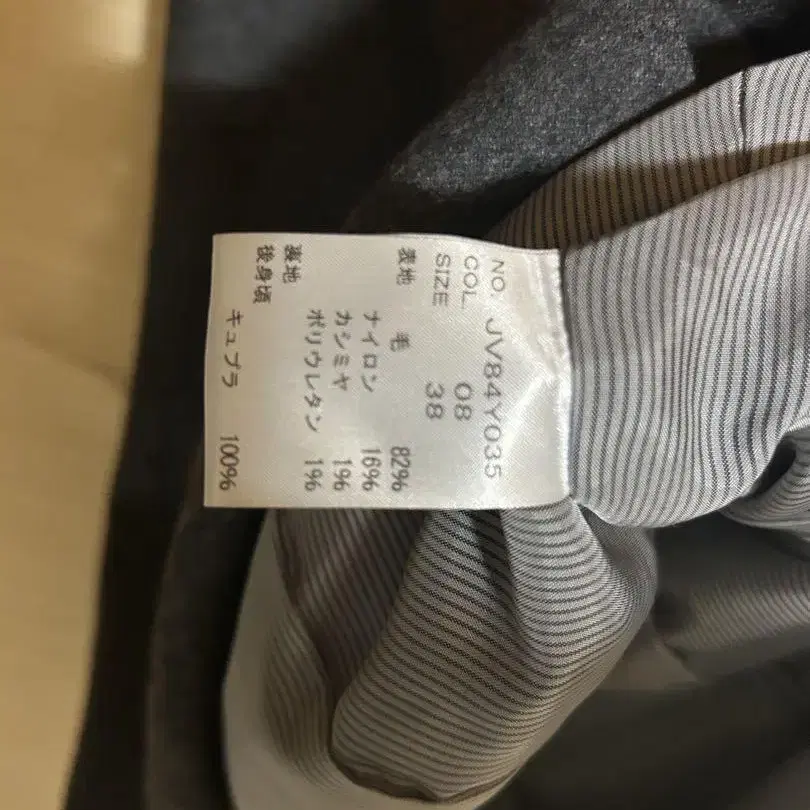 NO. JV84Y035
COL. 08
SIZE 38
表地 毛 82%
ナイロン 16%
カシミヤ 1%
ポリウレタン 1%
裏地
後身頃
キュプラ 100%